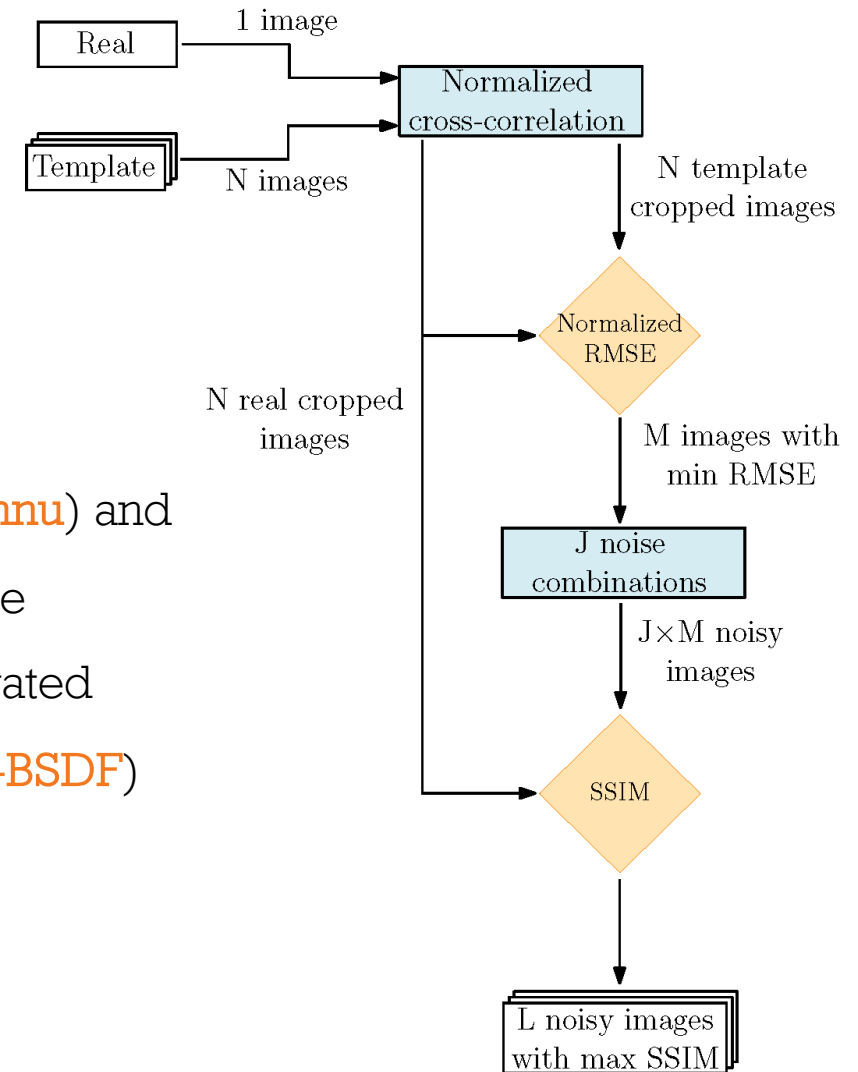 1 image
Real
Normalized
cross-correlation
Template
N images
N template
cropped images
Normalized
RMSE
N real cropped
images
M images with
min RMSE
nnu) and
J noise
combinations
e
J×M noisy
images
rated
-BSDF)
SSIM
L noisy images
with max SSIM